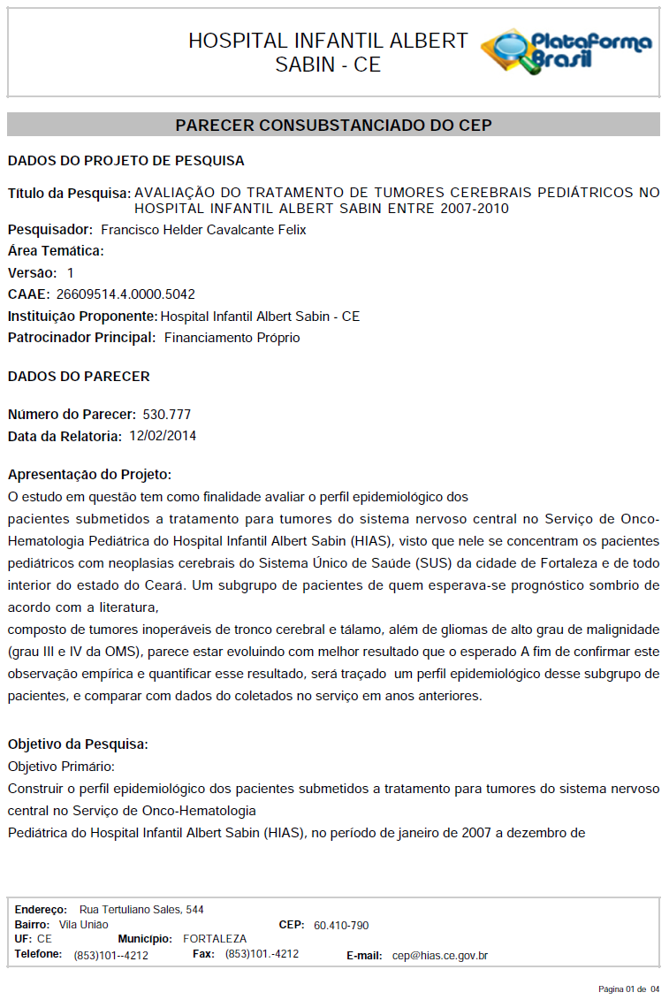 HOSPITAL INFANTIL ALBERT
SABIN - CE
Plataforma
Brasil
PARECER CONSUBSTANCIADO DO CEP
DADOS DO PROJETO DE PESQUISA
Título da Pesquisa: AVALIAÇÃO DO TRATAMENTO DE TUMORES CEREBRAIS PEDIÁTRICOS NO
HOSPITAL INFANTIL ALBERT SABIN ENTRE 2007-2010
Pesquisador: Francisco Helder Cavalcante Felix
Área Temática:
Versão: 1
CAAE: 26609514.4.0000.5042
Instituição Proponente: Hospital Infantil Albert Sabin - CE
Patrocinador Principal: Financiamento Próprio
DADOS DO PARECER
Número do Parecer: 530.777
Data da Relatoria: 12/02/2014
Apresentação do Projeto:
O estudo em questão tem como finalidade avaliar o perfil epidemiológico dos
pacientes submetidos a tratamento para tumores do sistema nervoso central no Serviço de Onco-
Hematologia Pediátrica do Hospital Infantil Albert Sabin (HIAS), visto que nele se concentram os pacientes
pediátricos com neoplasias cerebrais do Sistema Único de Saúde (SUS) da cidade de Fortaleza e de todo
interior do estado do Ceará. Um subgrupo de pacientes de quem esperava-se prognóstico sombrio de
acordo com a literatura,
composto de tumores inoperáveis de tronco cerebral e tálamo, além de gliomas de alto grau de malignidade
(grau III e IV da OMS), parece estar evoluindo com melhor resultado que o esperado A fim de confirmar este
observação empírica e quantificar esse resultado, será traçado um perfil epidemiológico desse subgrupo de
pacientes, e comparar com dados do coletados no serviço em anos anteriores.
Objetivo da Pesquisa:
Objetivo Primário:
Construir o perfil epidemiológico dos pacientes submetidos a tratamento para tumores do sistema nervoso
central no Serviço de Onco-Hematologia
Pediátrica do Hospital Infantil Albert Sabin (HIAS), no período de janeiro de 2007 a dezembro de
Endereço: Rua Tertuliano Sales, 544
Bairro: Vila União CEP: 60.410-790
UF: CE Município: FORTALEZA
Telefone: (853)101--4212 Fax: (853)101.-4212 E-mail: cep@hias.ce.gov.br
Página 01 de 04